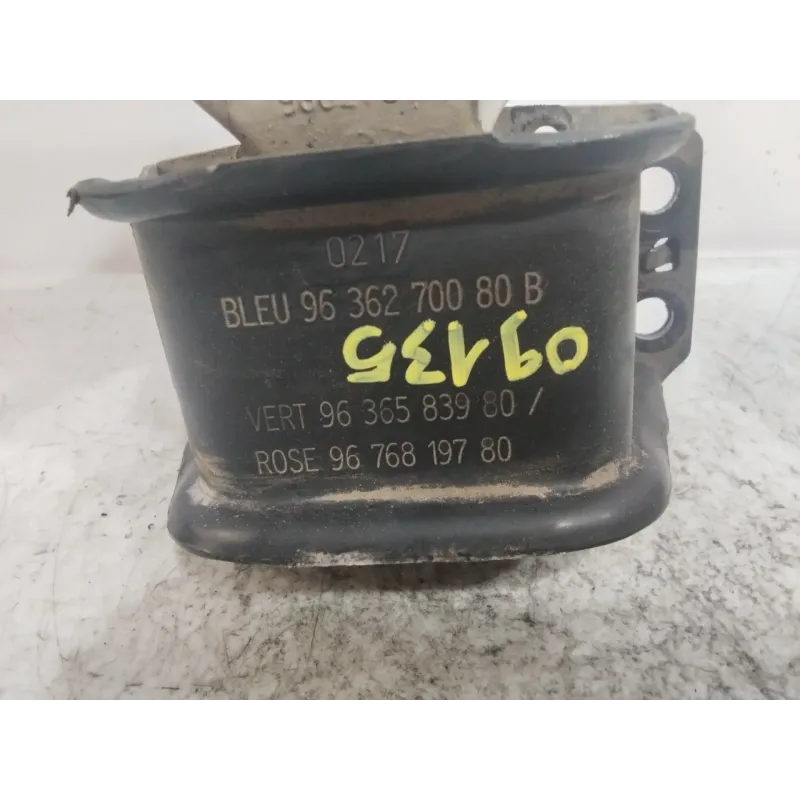 0217
BLEU 96 362 700 80 B
09135
VERT 96 365 839 80 /
ROSE 96 768 197 80